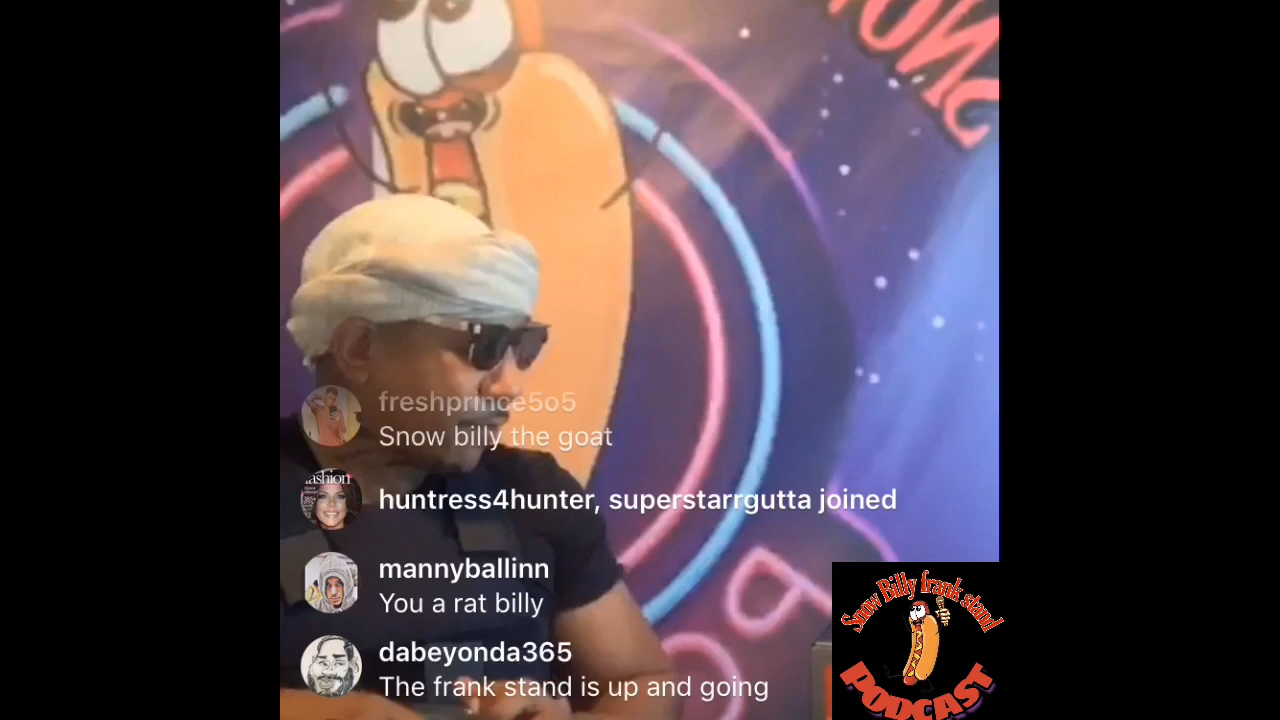 freshprince5o5
Snow billy the goat
ashion
huntress4hunter, superstarrgutta joined
mannyballinn
You a rat billy
dabeyonda365
The frank stand is up and going
Snow Billy frank stand
PODCAST